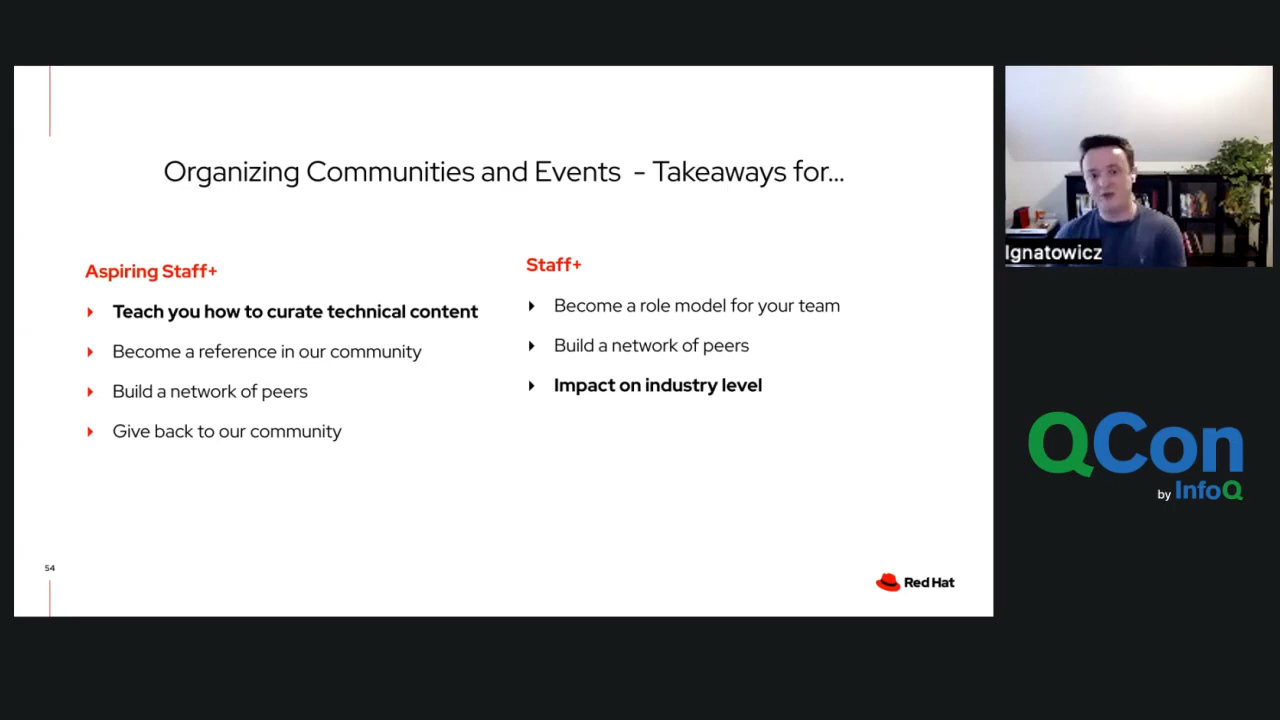 Organizing Communities and Events - Takeaways for...
Aspiring Staff+
Teach you how to curate technical content
Become a reference in our community
Build a network of peers
Give back to our community
Staff+
Become a role model for your team
Build a network of peers
Impact on industry level
54
Red Hat
Ignatowicz
QCon
by InfoQ